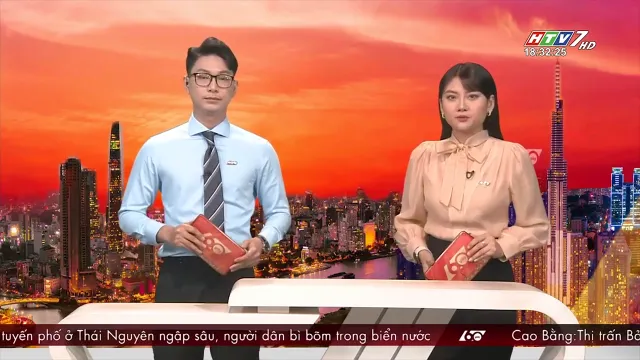 HTV7 HD
18:32:25
tuyến phố ở Thái Nguyên ngập sâu, người dân bì bõm trong biển nước 60 Cao Bằng:Thị trấn